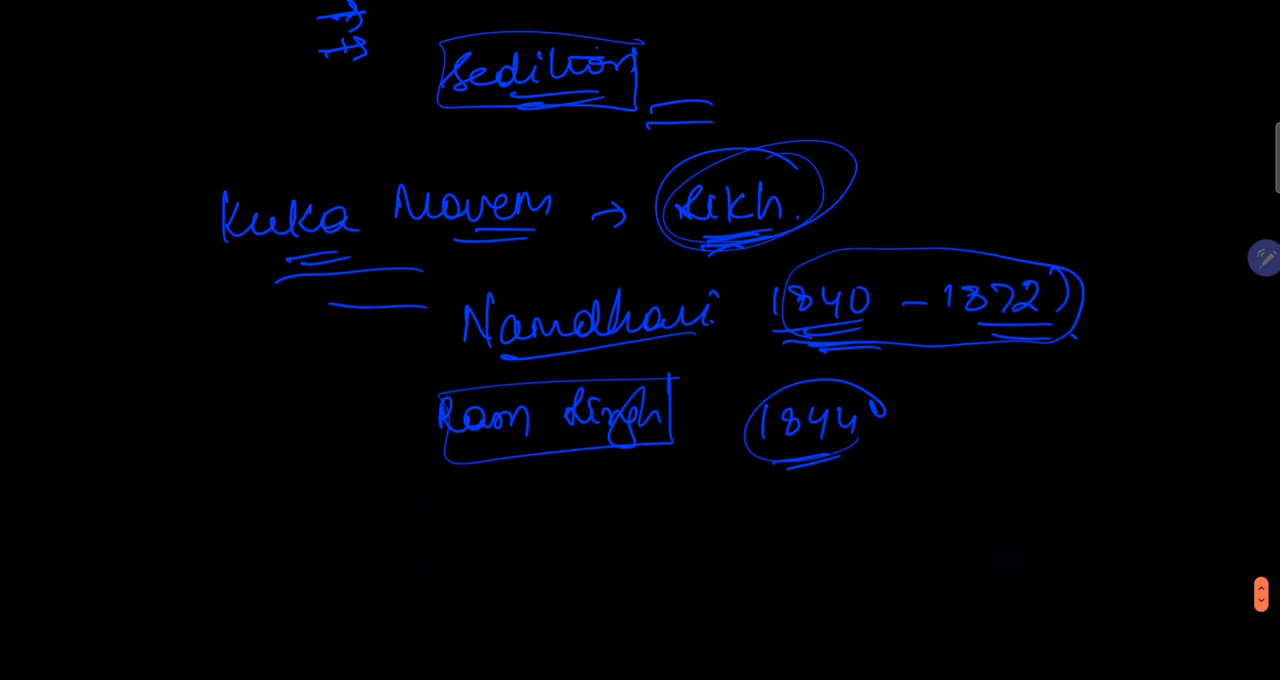 Sedition
Kuka Movem → Sikh.
Namdhari 1840 - 1872)
Ram Singh 1844